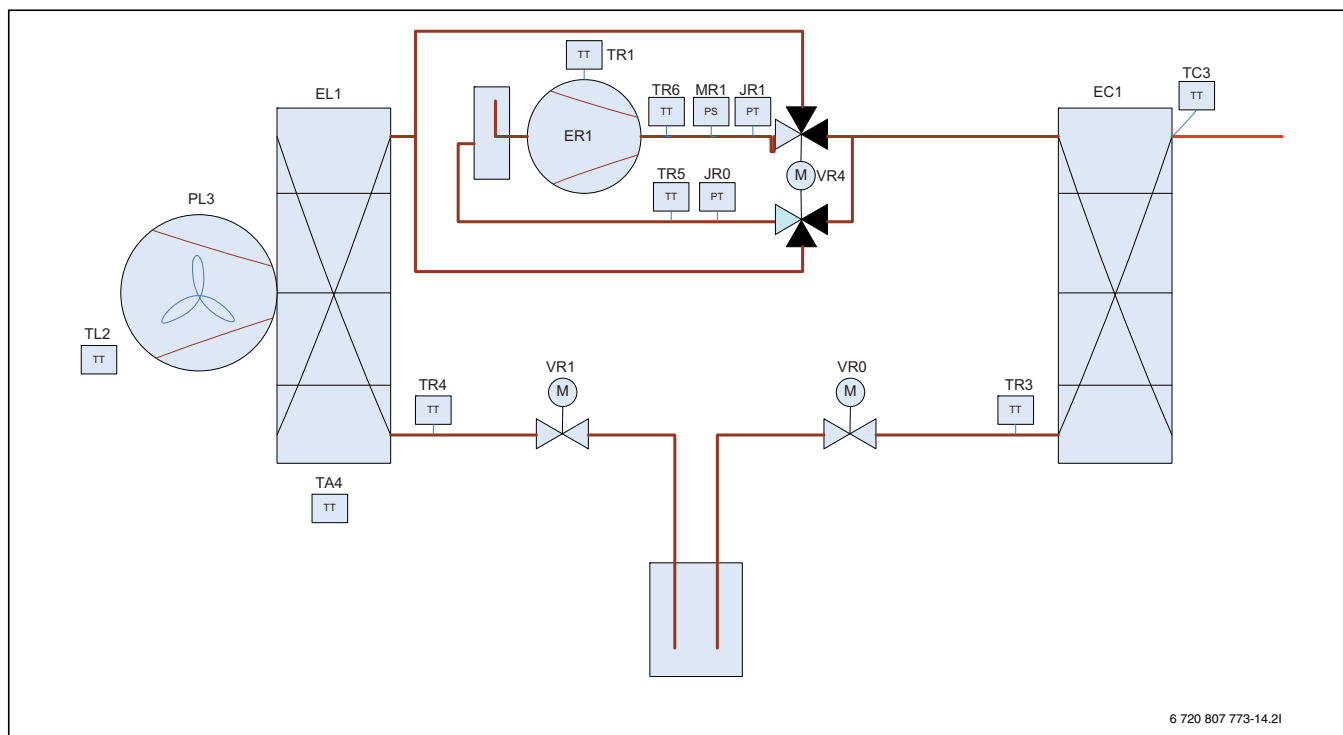 TT TR1
EL1
TR6 MR1 JR1
EC1
TC3
TT
TT PS PT
ER1
M VR4
TR5 JR0
TT PT
PL3
TL2
TT
VR1
M
VR0
M
TR4
TT
TR3
TT
TA4
TT
6 720 807 773-14.2I